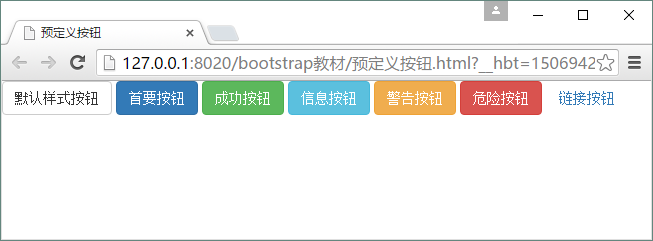 预定义按钮
127.0.0.1:8020/bootstrap教材/预定义按钮.html?__hbt=1506942
默认样式按钮 首要按钮 成功按钮 信息按钮 警告按钮 危险按钮 链接按钮